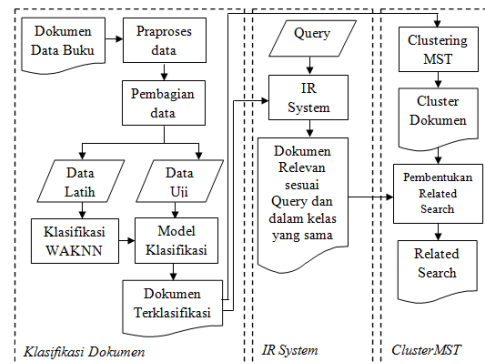 Dokumen
Data Buku
Praproses
data
Pembagian
data
Data
Latih
Data
Uji
Klasifikasi
WAKNN
Model
Klasifikasi
Dokumen
Terklasifikasi
Klasifikasi Dokumen
Query
IR
System
Dokumen
Relevan
sesuai
Query dan
dalam kelas
yang sama
IR System
Clustering
MST
Cluster
Dokumen
Pembentukan
Related
Search
Related
Search
ClusterMST